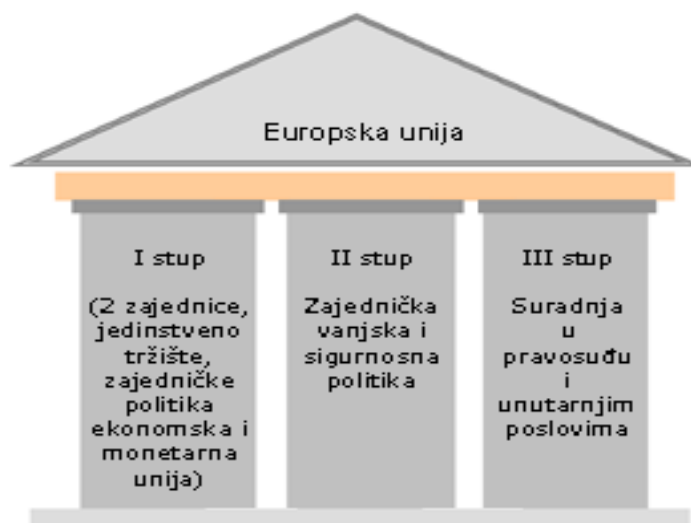 Europska unija
I stup
(2 zajednice,
jedinstveno
tržište,
zajedničke
politika
ekonomska i
monetarna
unija)
II stup
Zajednička
vanjska i
sigurnosna
politika
III stup
Suradnja
u
pravosuđu
i
unutarnjim
poslovima